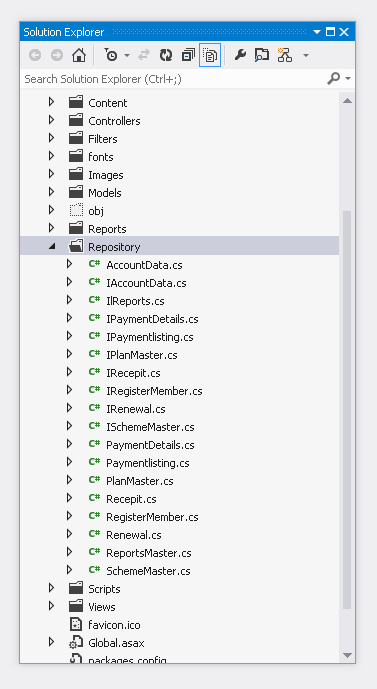 Solution Explorer
Search Solution Explorer (Ctrl+;)
Content
Controllers
Filters
fonts
Images
Models
obj
Reports
Repository
C# AccountData.cs
C# IAccountData.cs
C# IlReports.cs
C# IPaymentDetails.cs
C# IPaymentlisting.cs
C# IPlanMaster.cs
C# IRecepit.cs
C# IRegisterMember.cs
C# IRenewal.cs
C# ISchemeMaster.cs
C# PaymentDetails.cs
C# Paymentlisting.cs
C# PlanMaster.cs
C# Recepit.cs
C# RegisterMember.cs
C# Renewal.cs
C# ReportsMaster.cs
C# SchemeMaster.cs
Scripts
Views
favicon.ico
Global.asax
packages.config